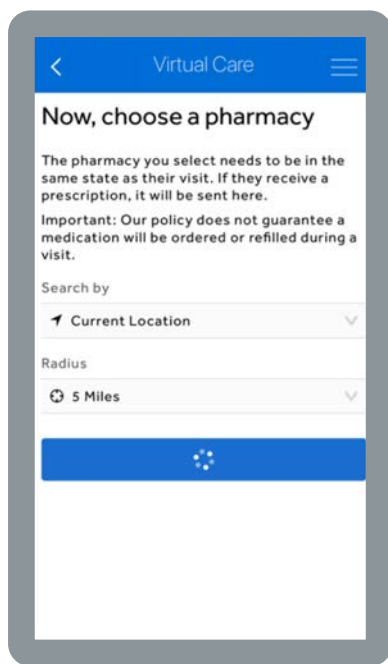 Virtual Care
Now, choose a pharmacy
The pharmacy you select needs to be in the
same state as their visit. If they receive a
prescription, it will be sent here.
Important: Our policy does not guarantee a
medication will be ordered or refilled during a
visit.
Search by
Current Location
Radius
5 Miles